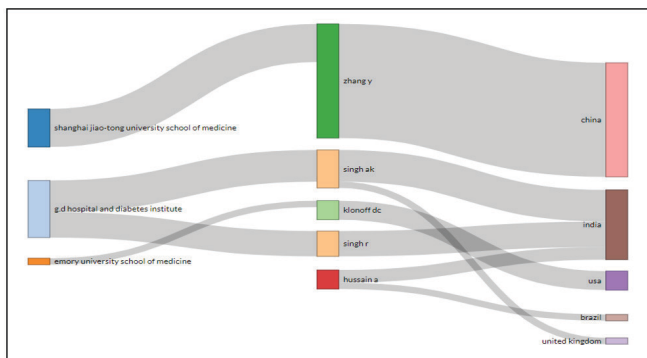 shanghai jiao-tong university school of medicine
g.d hospital and diabetes institute
emory university school of medicine
zhang y
singh ak
klonoff dc
singh r
hussain a
china
india
usa
brazil
united kingdom